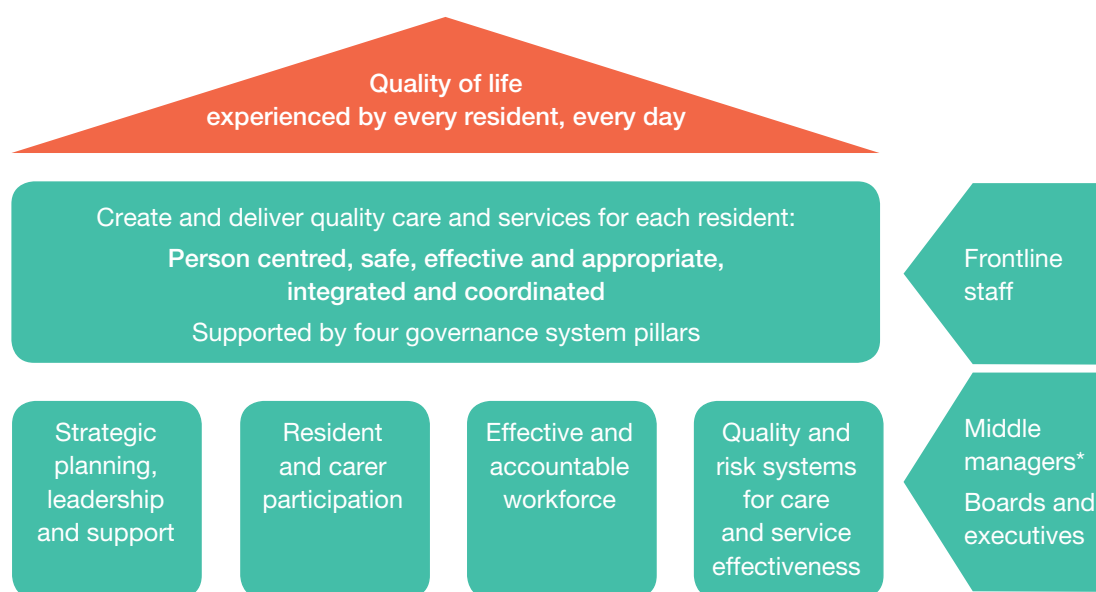 Quality of life
experienced by every resident, every day
Create and deliver quality care and services for each resident:
Person centred, safe, effective and appropriate,
integrated and coordinated
Supported by four governance system pillars
Frontline
staff
Strategic
planning,
leadership
and support
Resident
and carer
participation
Effective and
accountable
workforce
Quality and
risk systems
for care
and service
effectiveness
Middle
managers*
Boards and
executives